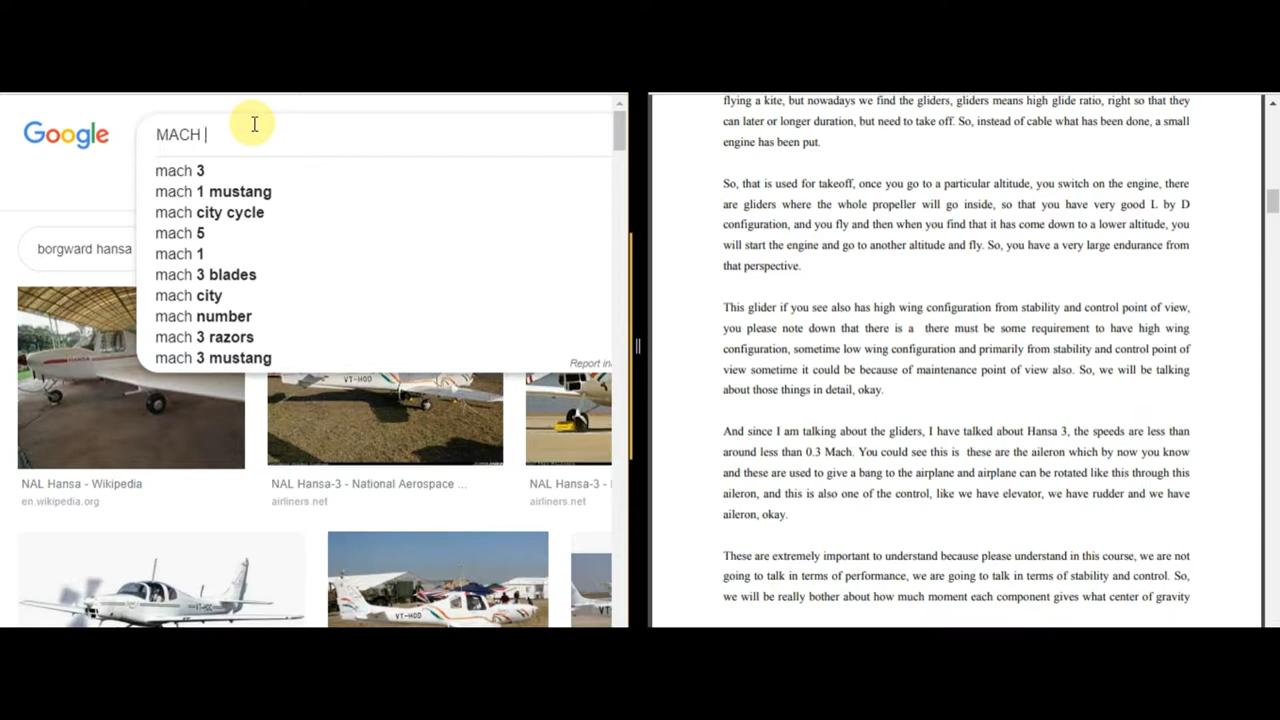 Google
MACH
mach 3
mach 1 mustang
mach city cycle
mach 5
mach 1
mach 3 blades
mach city
mach number
mach 3 razors
mach 3 mustang
Report in
borgward hansa
HANSA
VT-HOD
NAL Hansa - Wikipedia
en.wikipedia.org
NAL Hansa-3 - National Aerospace ...
airliners.net
NAL Hansa-3 -
airliners.net
VT-HOD
flying a kite, but nowadays we find the gliders, gliders means high glide ratio, right so that they
can later or longer duration, but need to take off. So, instead of cable what has been done, a small
engine has been put.
So, that is used for takeoff, once you go to a particular altitude, you switch on the engine, there
are gliders where the whole propeller will go inside, so that you have very good L by D
configuration, and you fly and then when you find that it has come down to a lower altitude, you
will start the engine and go to another altitude and fly. So, you have a very large endurance from
that perspective.
This glider if you see also has high wing configuration from stability and control point of view,
you please note down that there is a there must be some requirement to have high wing
configuration, sometime low wing configuration and primarily from stability and control point of
view sometime it could be because of maintenance point of view also. So, we will be talking
about those things in detail, okay.
And since I am talking about the gliders, I have talked about Hansa 3, the speeds are less than
around less than 0.3 Mach. You could see this is these are the aileron which by now you know
and these are used to give a bang to the airplane and airplane can be rotated like this through this
aileron, and this is also one of the control, like we have elevator, we have rudder and we have
aileron, okay.
These are extremely important to understand because please understand in this course, we are not
going to talk in terms of performance, we are going to talk in terms of stability and control. So,
we will be really bother about how much moment each component gives what center of gravity